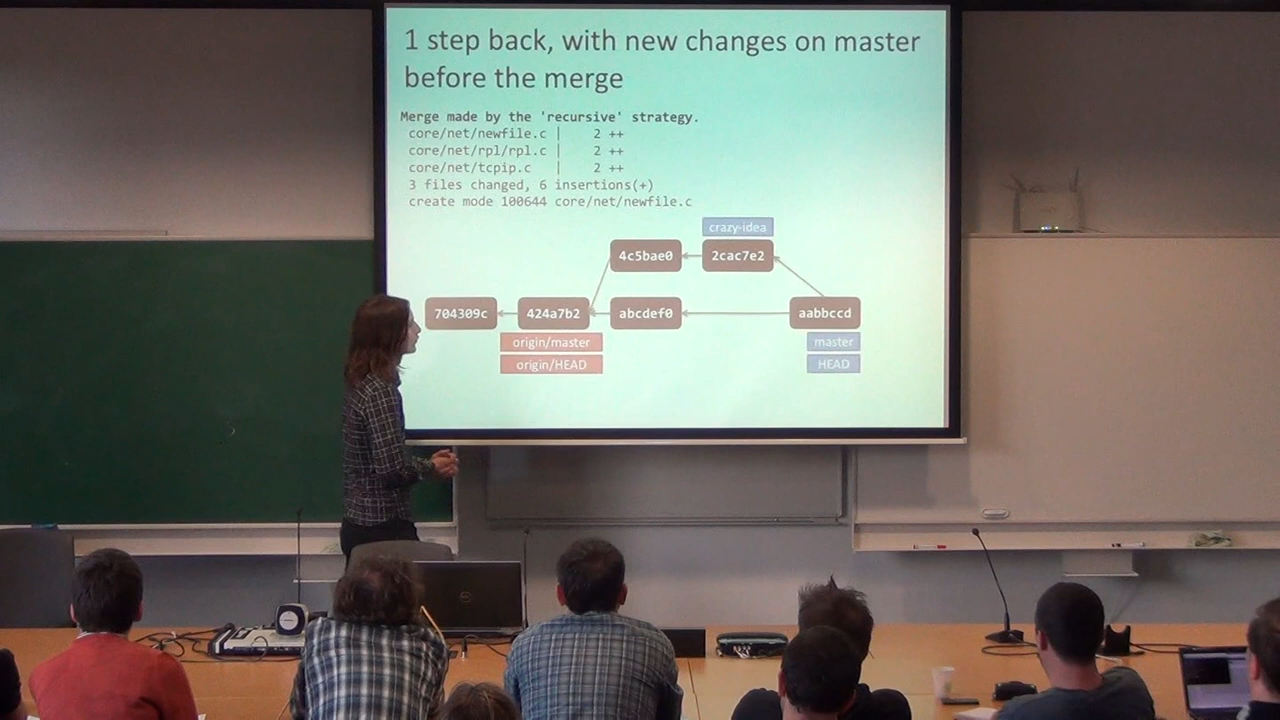 1 step back, with new changes on master
before the merge
Merge made by the 'recursive' strategy.
core/net/newfile.c | 2 ++
core/net/rpl/rpl.c | 2 ++
core/net/tcpip.c | 2 ++
3 files changed, 6 insertions(+)
create mode 100644 core/net/newfile.c
crazy-idea
4c5bae0 2cac7e2
704309c 424a7b2 abcdef0 aabbccd
origin/master master
origin/HEAD HEAD